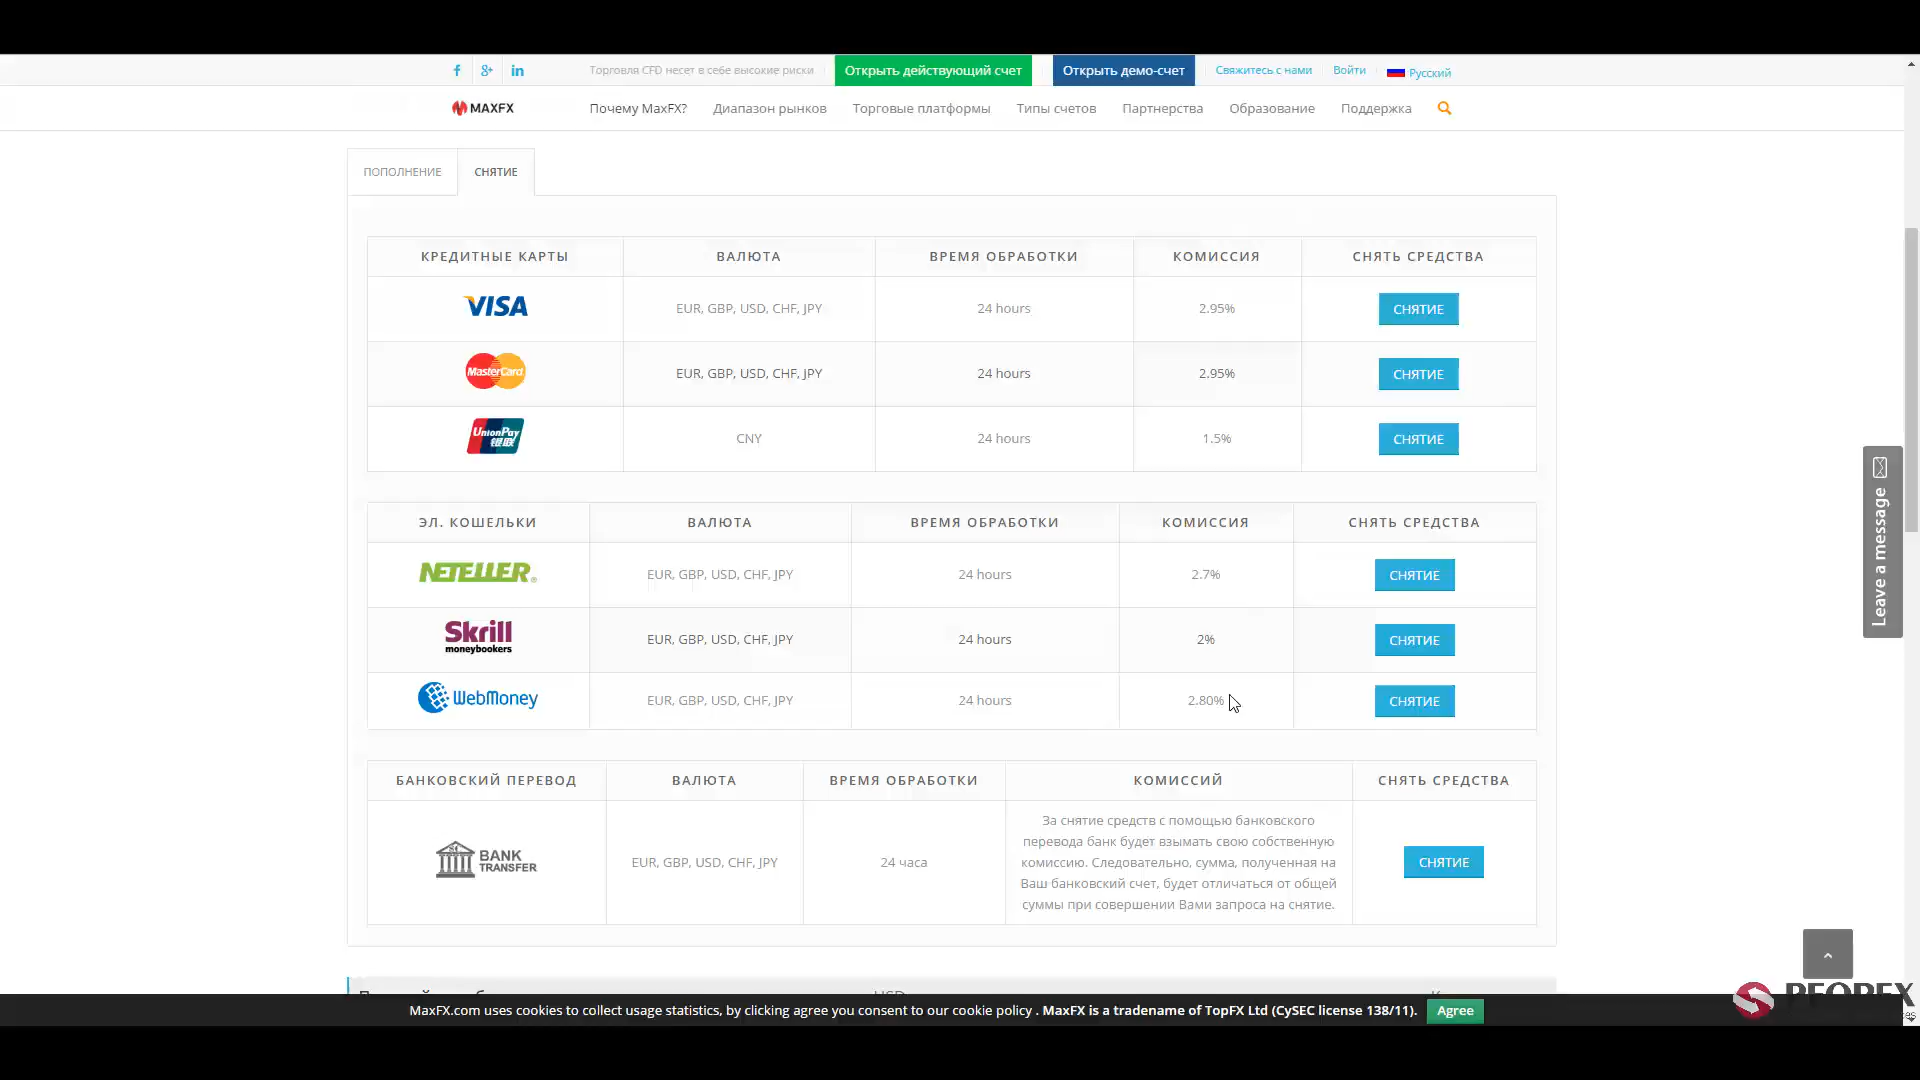 Торговля CFD несет в себе высокие риски
Открыть действующий счет
Открыть демо-счет
Свяжитесь с нами
Войти
Русский
MAXFX
Почему MaxFX?
Диапазон рынков
Торговые платформы
Типы счетов
Партнерства
Образование
Поддержка
ПОПОЛНЕНИЕ
СНЯТИЕ
КРЕДИТНЫЕ КАРТЫ ВАЛЮТА ВРЕМЯ ОБРАБОТКИ КОМИССИЯ СНЯТЬ СРЕДСТВА
VISA EUR, GBP, USD, CHF, JPY 24 hours 2.95% СНЯТИЕ
MasterCard EUR, GBP, USD, CHF, JPY 24 hours 2.95% СНЯТИЕ
UnionPay 银联 CNY 24 hours 1.5% СНЯТИЕ
ЭЛ. КОШЕЛЬКИ ВАЛЮТА ВРЕМЯ ОБРАБОТКИ КОМИССИЯ СНЯТЬ СРЕДСТВА
NETELLER EUR, GBP, USD, CHF, JPY 24 hours 2.7% СНЯТИЕ
Skrill moneybookers EUR, GBP, USD, CHF, JPY 24 hours 2% СНЯТИЕ
WebMoney EUR, GBP, USD, CHF, JPY 24 hours 2.80% СНЯТИЕ
БАНКОВСКИЙ ПЕРЕВОД ВАЛЮТА ВРЕМЯ ОБРАБОТКИ КОМИССИЙ СНЯТЬ СРЕДСТВА
BANK TRANSFER EUR, GBP, USD, CHF, JPY 24 часа
За снятие средств с помощью банковского
перевода банк будет взымать свою собственную
комиссию. Следовательно, сумма, полученная на
Ваш банковский счет, будет отличаться от общей
суммы при совершении Вами запроса на снятие.
СНЯТИЕ
Leave a message
MaxFX.com uses cookies to collect usage statistics, by clicking agree you consent to our cookie policy . MaxFX is a tradename of TopFX Ltd (CySEC license 138/11). Agree